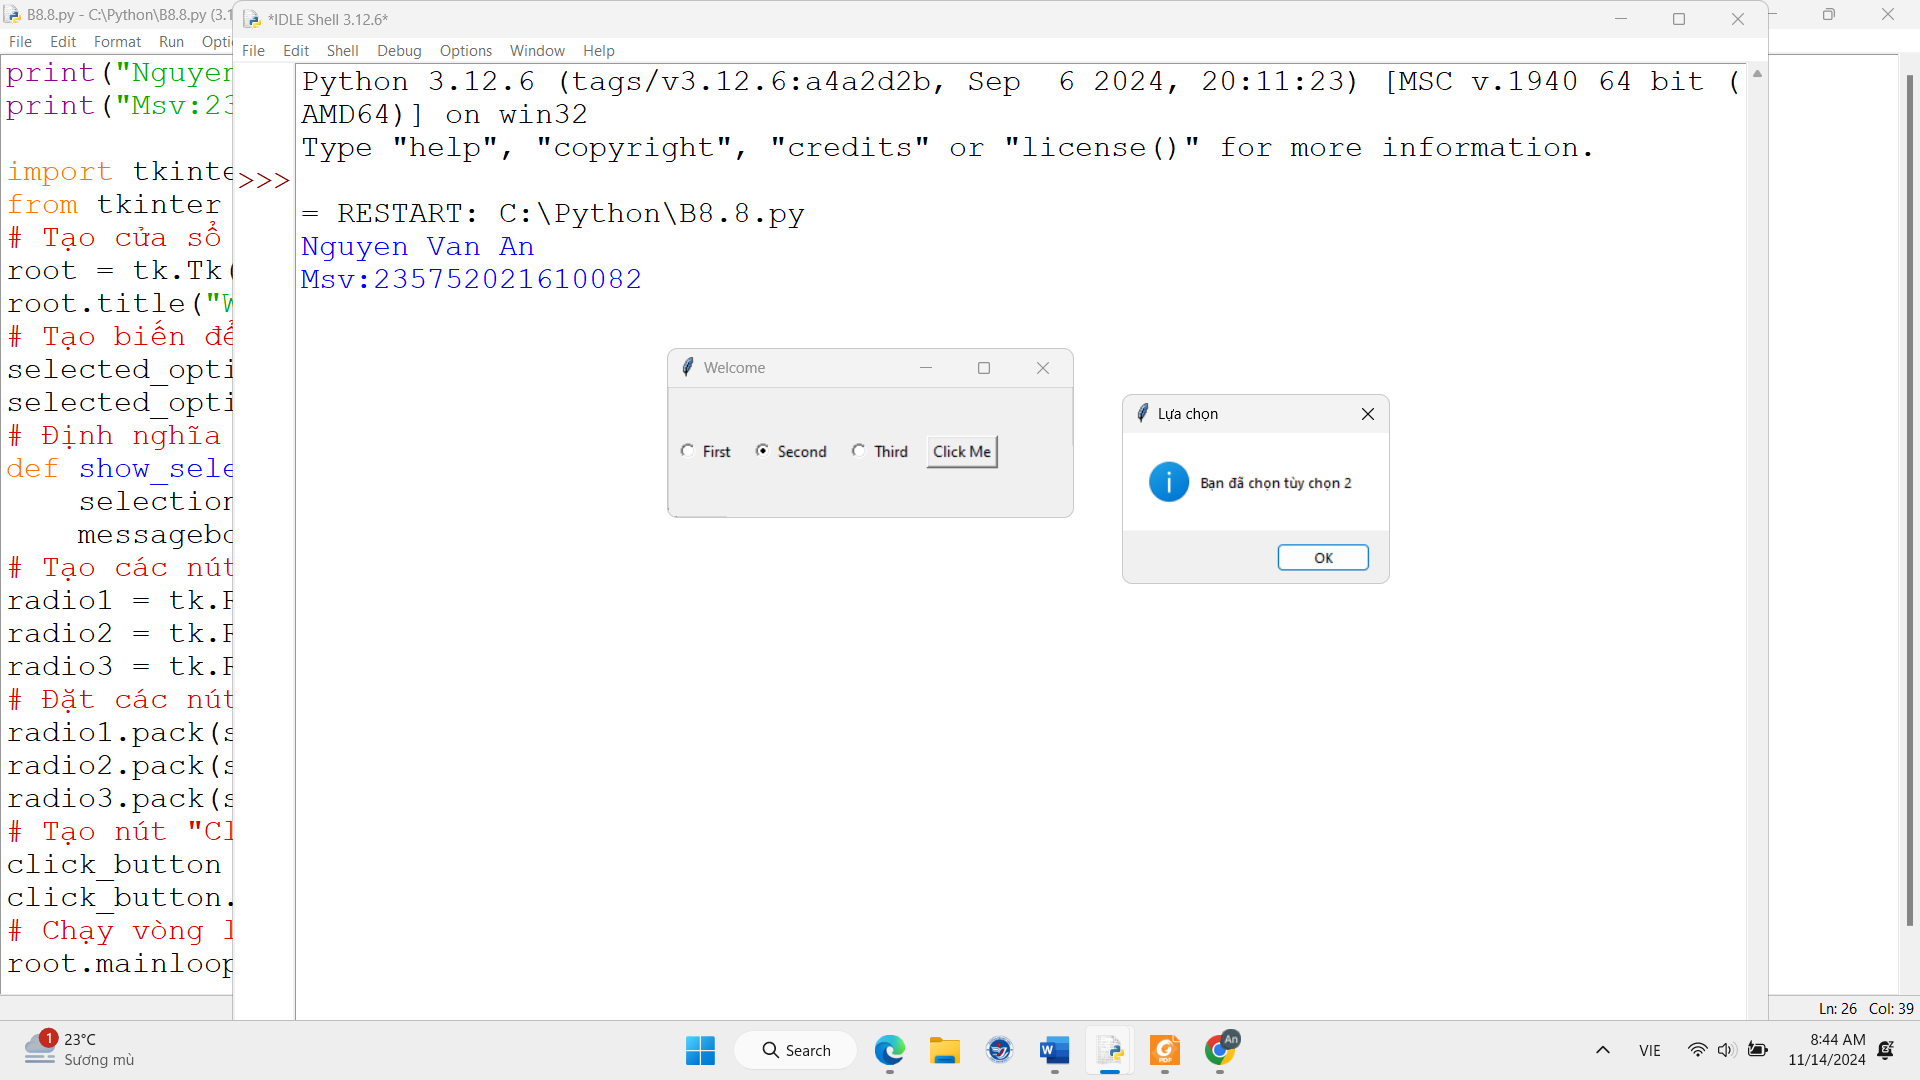 B8.8.py - C:\Python\B8.8.py (3.1
File Edit Format Run Opti
print("Nguyen
print("Msv:23
import tkinte
from tkinter
# Tạo cửa sổ
root = tk.Tk(
root.title("W
# Tạo biến để
selected_opti
selected_opti
# Định nghĩa
def show_sele
selection
messagebo
# Tạo các nút
radio1 = tk.R
radio2 = tk.R
radio3 = tk.R
# Đặt các nút
radio1.pack(s
radio2.pack(s
radio3.pack(s
# Tạo nút "Cl
click_button
click_button.
# Chạy vòng l
root.mainloop
*IDLE Shell 3.12.6*
File Edit Shell Debug Options Window Help
Python 3.12.6 (tags/v3.12.6:a4a2d2b, Sep  6 2024, 20:11:23) [MSC v.1940 64 bit (
AMD64)] on win32
Type "help", "copyright", "credits" or "license()" for more information.
>>>
= RESTART: C:\Python\B8.8.py
Nguyen Van An
Msv:235752021610082
Welcome
First Second Third Click Me
Lựa chọn
Bạn đã chọn tùy chọn 2
OK
Ln: 26 Col: 39
1
23°C
Sương mù
Search
An
VIE
8:44 AM
11/14/2024